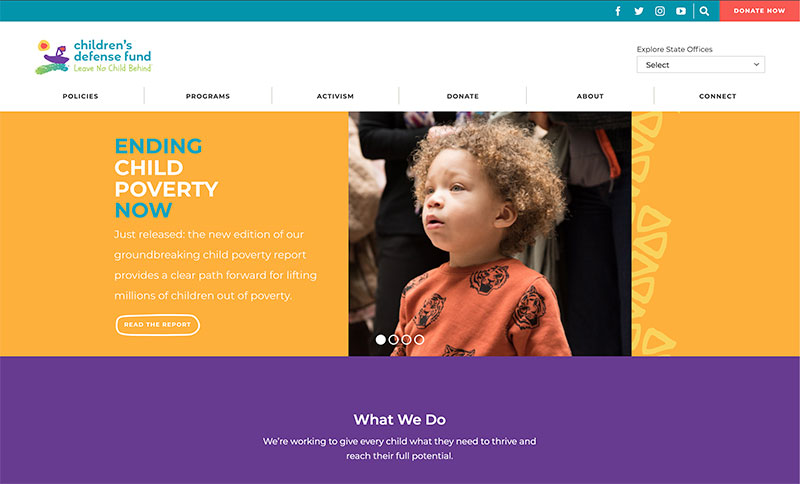 DONATE NOW
children's
defense fund
Leave No Child Behind
Explore State Offices
Select
POLICIES
PROGRAMS
ACTIVISM
DONATE
ABOUT
CONNECT
ENDING
CHILD
POVERTY
NOW
Just released: the new edition of our
groundbreaking child poverty report
provides a clear path forward for lifting
millions of children out of poverty.
READ THE REPORT
What We Do
We're working to give every child what they need to thrive and
reach their full potential.